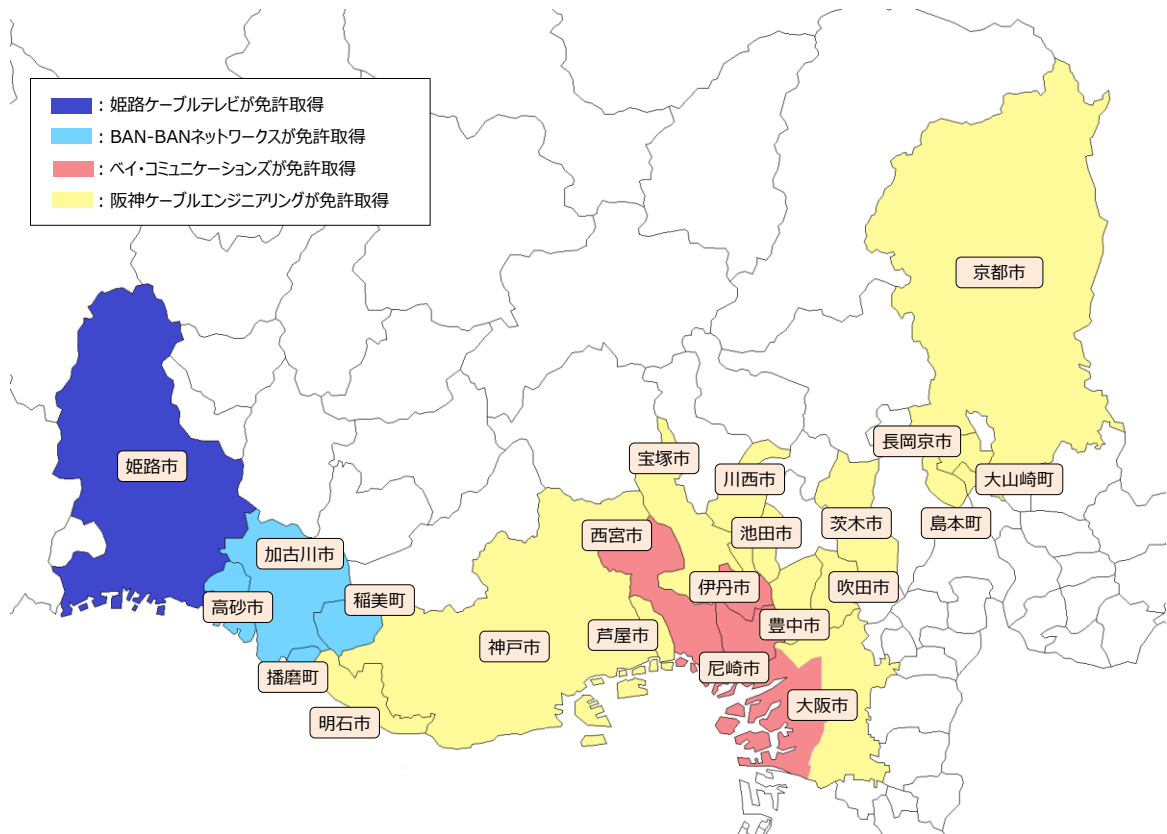 ：姫路ケーブルテレビが免許取得
：BAN-BANネットワークスが免許取得
：ベイ・コミュニケーションズが免許取得
：阪神ケーブルエンジニアリングが免許取得
京都市
長岡京市
宝塚市
姫路市
川西市
大山崎町
茨木市
島本町
西宮市
池田市
加古川市
伊丹市
吹田市
稲美町
高砂市
豊中市
芦屋市
神戸市
尼崎市
播磨町
大阪市
明石市